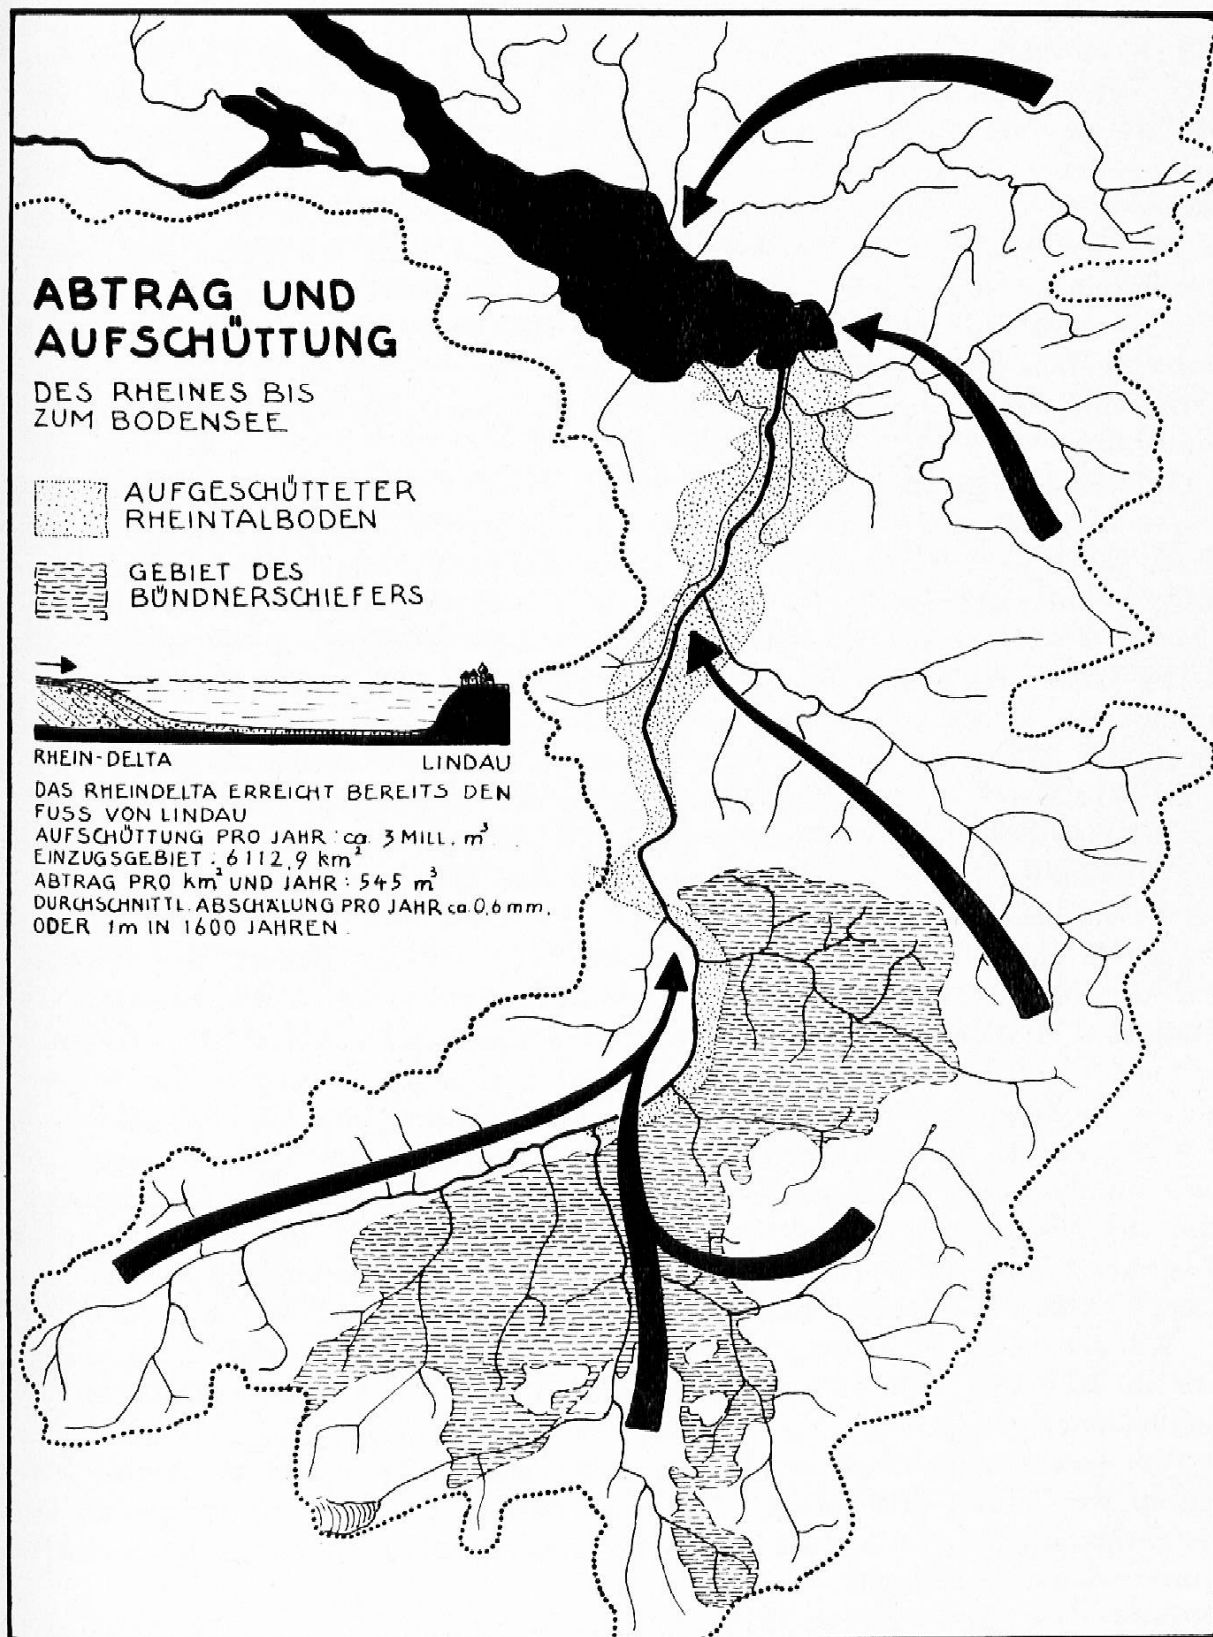 ABTRAG UND
AUFSCHÜTTUNG
DES RHEINES BIS
ZUM BODENSEE
AUFGESCHÜTTETER
RHEINTALBODEN
GEBIET DES
BÜNDNERSCHIEFERS
RHEIN-DELTA LINDAU
DAS RHEINDELTA ERREICHT BEREITS DEN
FUSS VON LINDAU
AUFSCHÜTTUNG PRO JAHR: ca. 3 MILL. m³
EINZUGSGEBIET: 6112,9 km²
ABTRAG PRO km² UND JAHR: 545 m³
DURCHSCHNITTL. ABSCHÄLUNG PRO JAHR ca. 0,6 mm,
ODER 1m IN 1600 JAHREN.